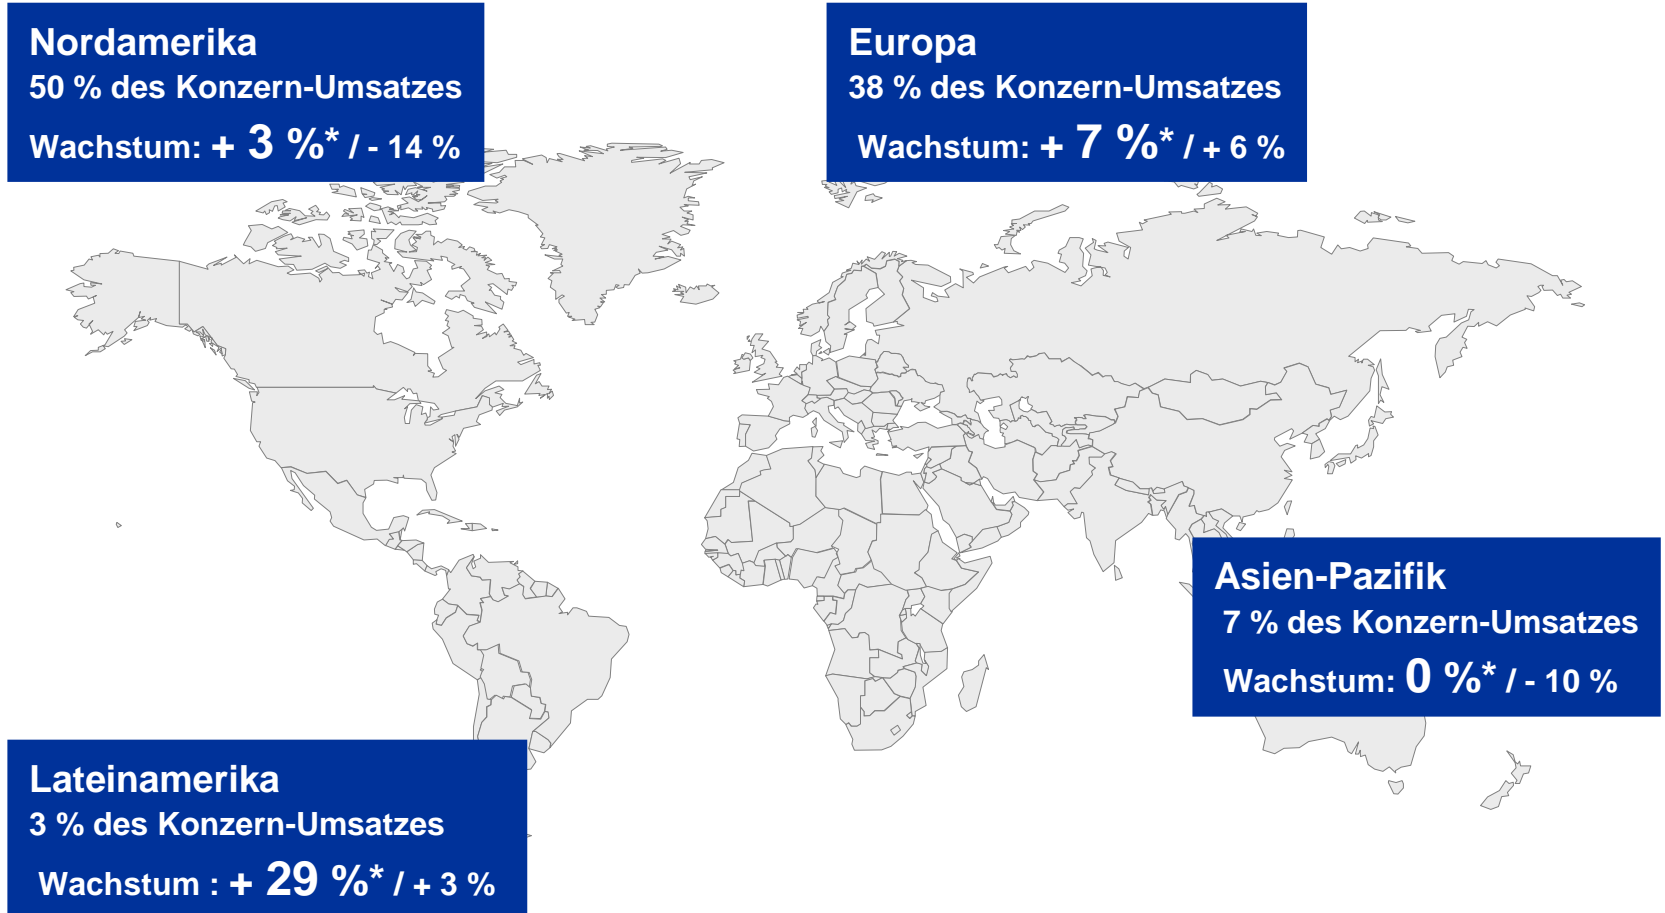 Nordamerika
50 % des Konzern-Umsatzes
Wachstum: + 3 %* / - 14 %
Europa
38 % des Konzern-Umsatzes
Wachstum: + 7 %* / + 6 %
Asien-Pazifik
7 % des Konzern-Umsatzes
Wachstum: 0 %* / - 10 %
Lateinamerika
3 % des Konzern-Umsatzes
Wachstum : + 29 %* / + 3 %